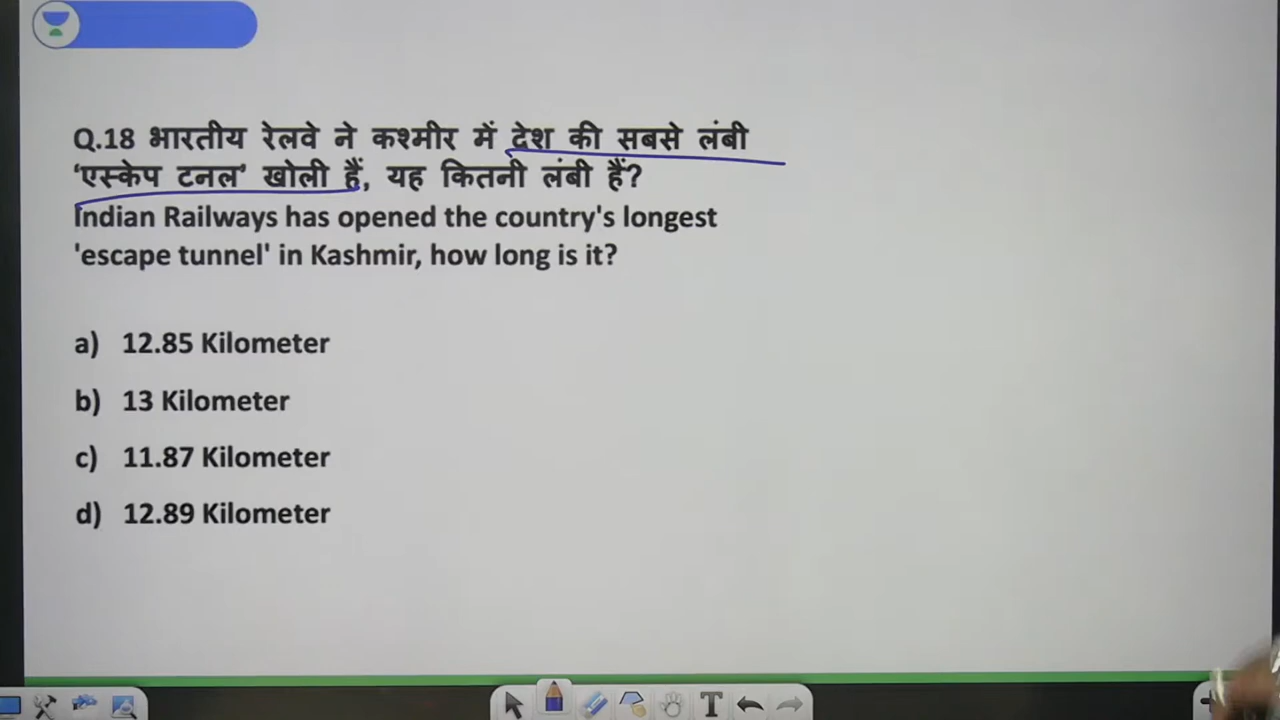 Q.18 भारतीय रेलवे ने कश्मीर में देश की सबसे लंबी
‘एस्केप टनल’ खोली हैं, यह कितनी लंबी हैं?
Indian Railways has opened the country's longest
'escape tunnel' in Kashmir, how long is it?
a) 12.85 Kilometer
b) 13 Kilometer
c) 11.87 Kilometer
d) 12.89 Kilometer
T